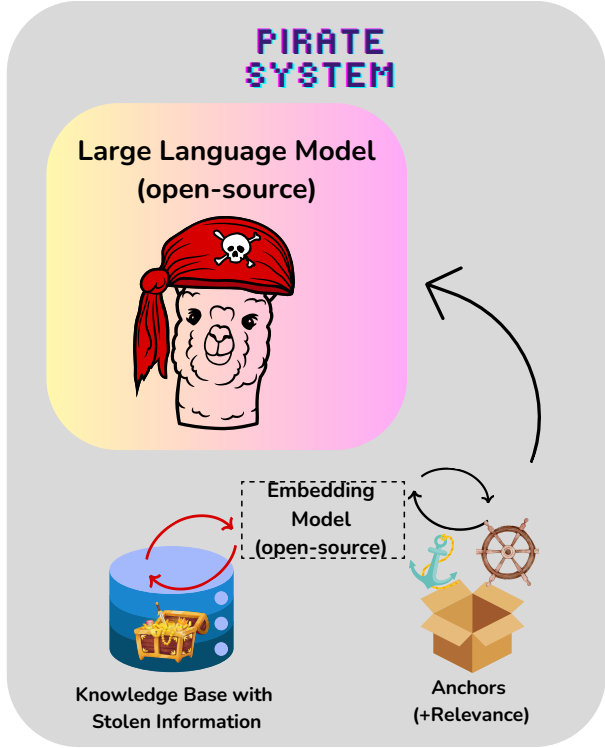 PIRATE
SYSTEM
Large Language Model
(open-source)
Embedding
Model
(open-source)
Knowledge Base with
Stolen Information
Anchors
(+Relevance)